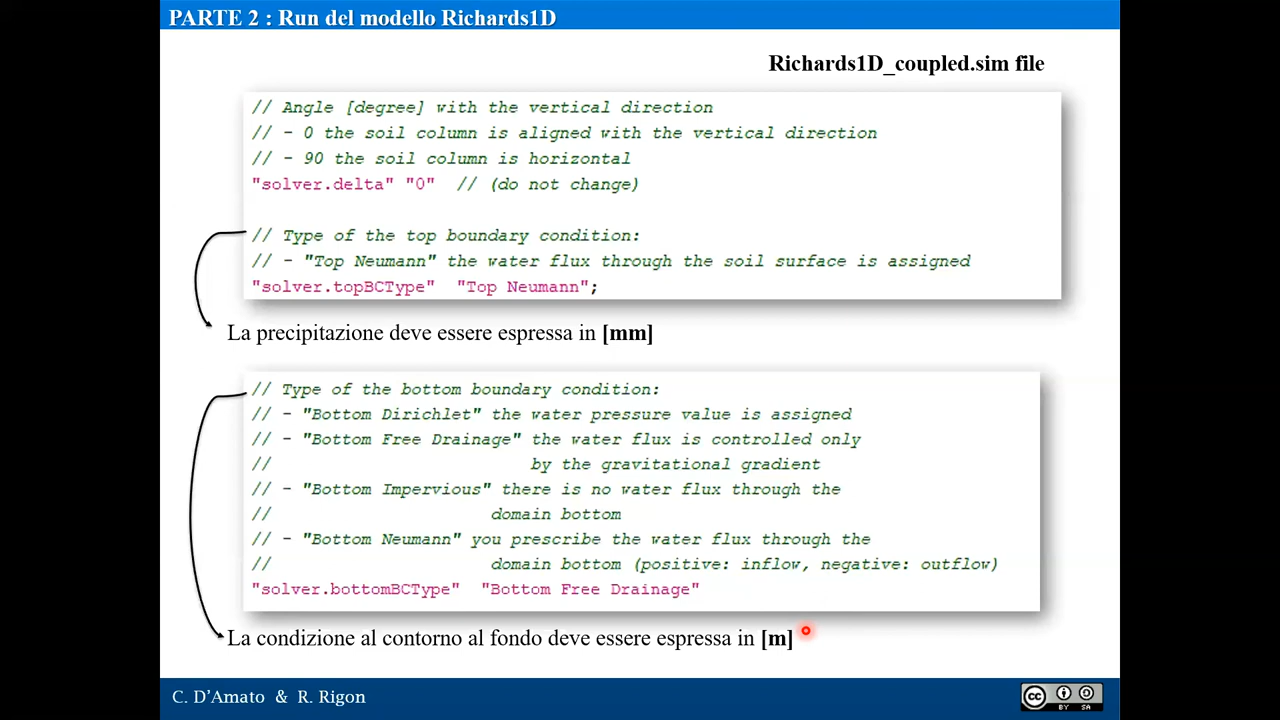 PARTE 2 : Run del modello Richards1D
Richards1D_coupled.sim file
// Angle [degree] with the vertical direction
// - 0 the soil column is aligned with the vertical direction
// - 90 the soil column is horizontal
"solver.delta" "0"  // (do not change)
// Type of the top boundary condition:
// - "Top Neumann" the water flux through the soil surface is assigned
"solver.topBCType"  "Top Neumann";
La precipitazione deve essere espressa in [mm]
// Type of the bottom boundary condition:
// - "Bottom Dirichlet" the water pressure value is assigned
// - "Bottom Free Drainage" the water flux is controlled only
// by the gravitational gradient
// - "Bottom Impervious" there is no water flux through the
// domain bottom
// - "Bottom Neumann" you prescribe the water flux through the
// domain bottom (positive: inflow, negative: outflow)
"solver.bottomBCType"  "Bottom Free Drainage"
La condizione al contorno al fondo deve essere espressa in [m]
C. D'Amato & R. Rigon
cc
BY SA